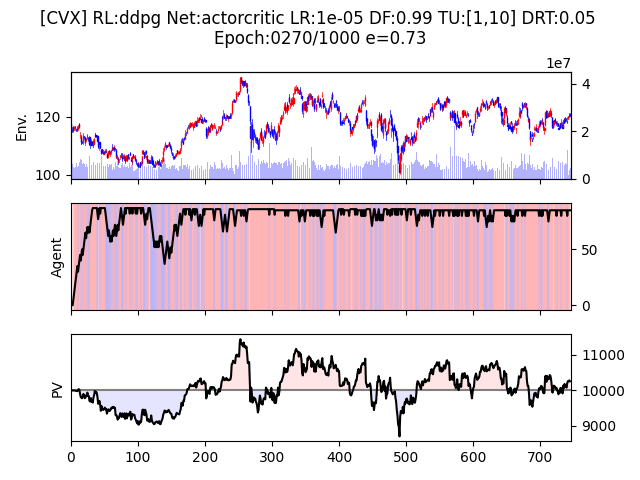 [CVX] RL:ddpg Net:actorcritic LR:1e-05 DF:0.99 TU:[1,10] DRT:0.05
Epoch:0270/1000 e=0.73
1e7
Env.
120
100
4
2
0
Agent
50
0
PV
11000
10000
9000
0 100 200 300 400 500 600 700